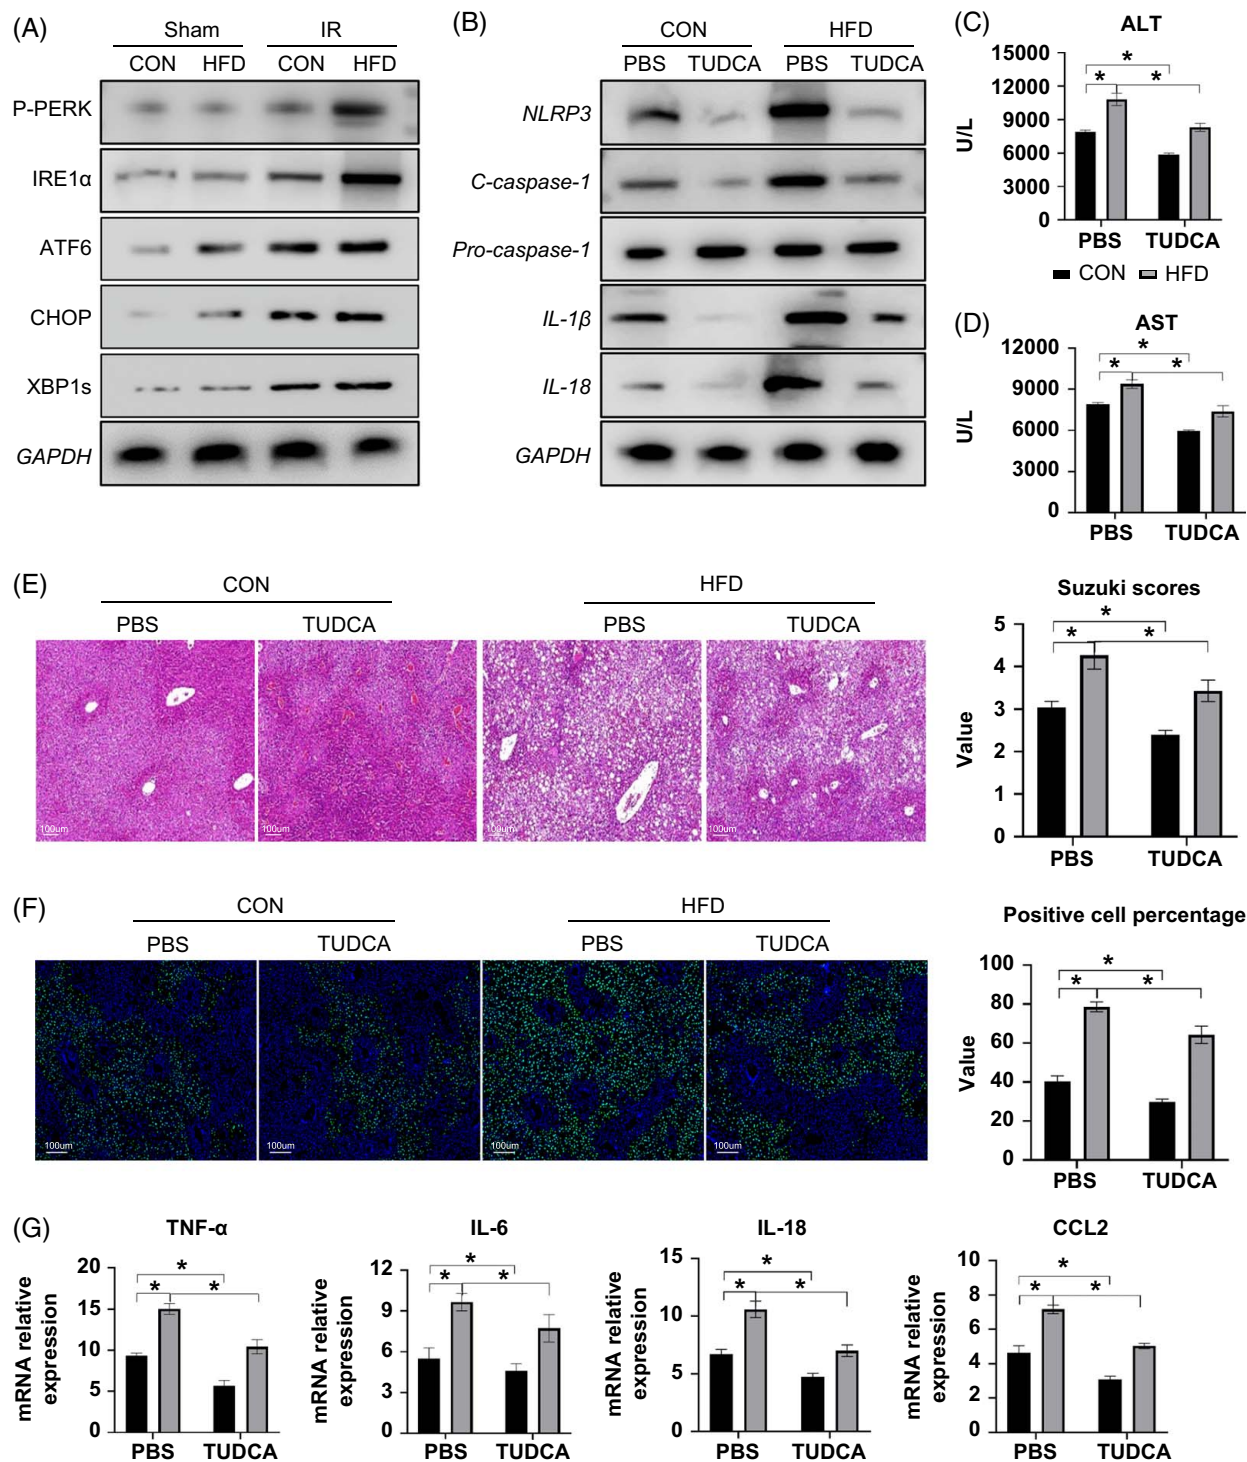 (A)
Sham IR
CON HFD CON HFD
P-PERK
IRE1α
ATF6
CHOP
XBP1s
GAPDH
(B)
CON HFD
PBS TUDCA PBS TUDCA
NLRP3
C-caspase-1
Pro-caspase-1
IL-1β
IL-18
GAPDH
(C)
ALT
15000
12000
9000
6000
3000
0
U/L
* * *
PBS TUDCA
CON HFD
(D)
AST
12000
9000
6000
3000
0
U/L
* * *
PBS TUDCA
(E)
CON HFD
PBS TUDCA PBS TUDCA
100um 100um 100um 100um
Suzuki scores
5
4
3
2
1
0
Value
* * *
PBS TUDCA
(F)
CON HFD
PBS TUDCA PBS TUDCA
100um 100um 100um 100um
Positive cell percentage
100
80
60
40
20
0
Value
* * *
PBS TUDCA
(G)
TNF-α
20
15
10
5
0
mRNA relative
expression
* * *
PBS TUDCA
IL-6
12
9
6
3
0
mRNA relative
expression
* * *
PBS TUDCA
IL-18
15
10
5
0
mRNA relative
expression
* * *
PBS TUDCA
CCL2
8
6
4
2
0
mRNA relative
expression
* * *
PBS TUDCA